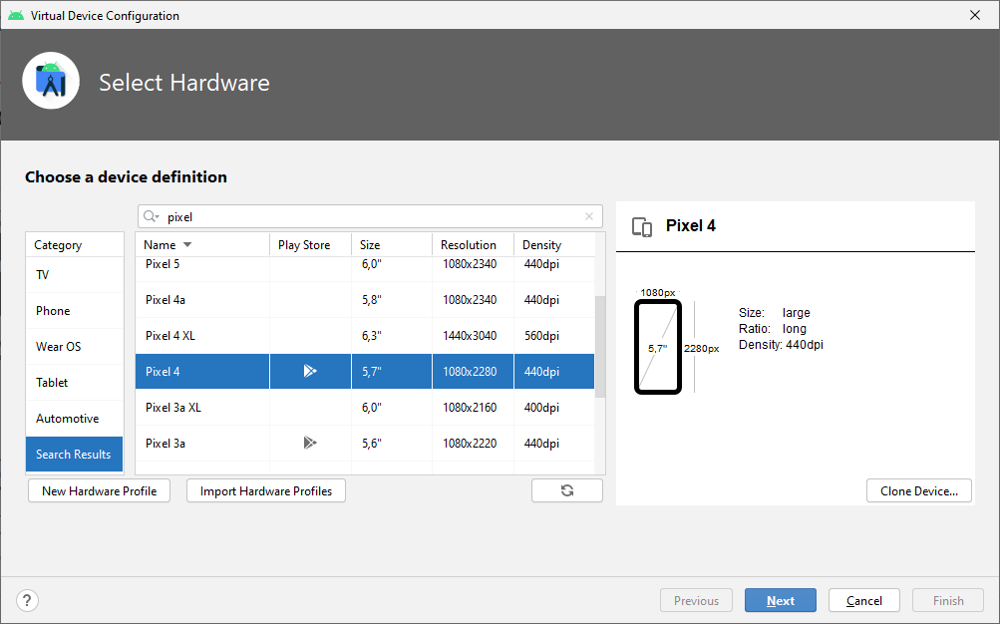 Virtual Device Configuration
Select Hardware
Choose a device definition
pixel
Category
TV
Phone
Wear OS
Tablet
Automotive
Search Results
Name Play Store Size Resolution Density
Pixel 5 6,0" 1080x2340 440dpi
Pixel 4a 5,8" 1080x2340 440dpi
Pixel 4 XL 6,3" 1440x3040 560dpi
Pixel 4 5,7" 1080x2280 440dpi
Pixel 3a XL 6,0" 1080x2160 400dpi
Pixel 3a 5,6" 1080x2220 440dpi
New Hardware Profile
Import Hardware Profiles
Pixel 4
1080px
5,7"
2280px
Size: large
Ratio: long
Density: 440dpi
Clone Device...
?
Previous
Next
Cancel
Finish